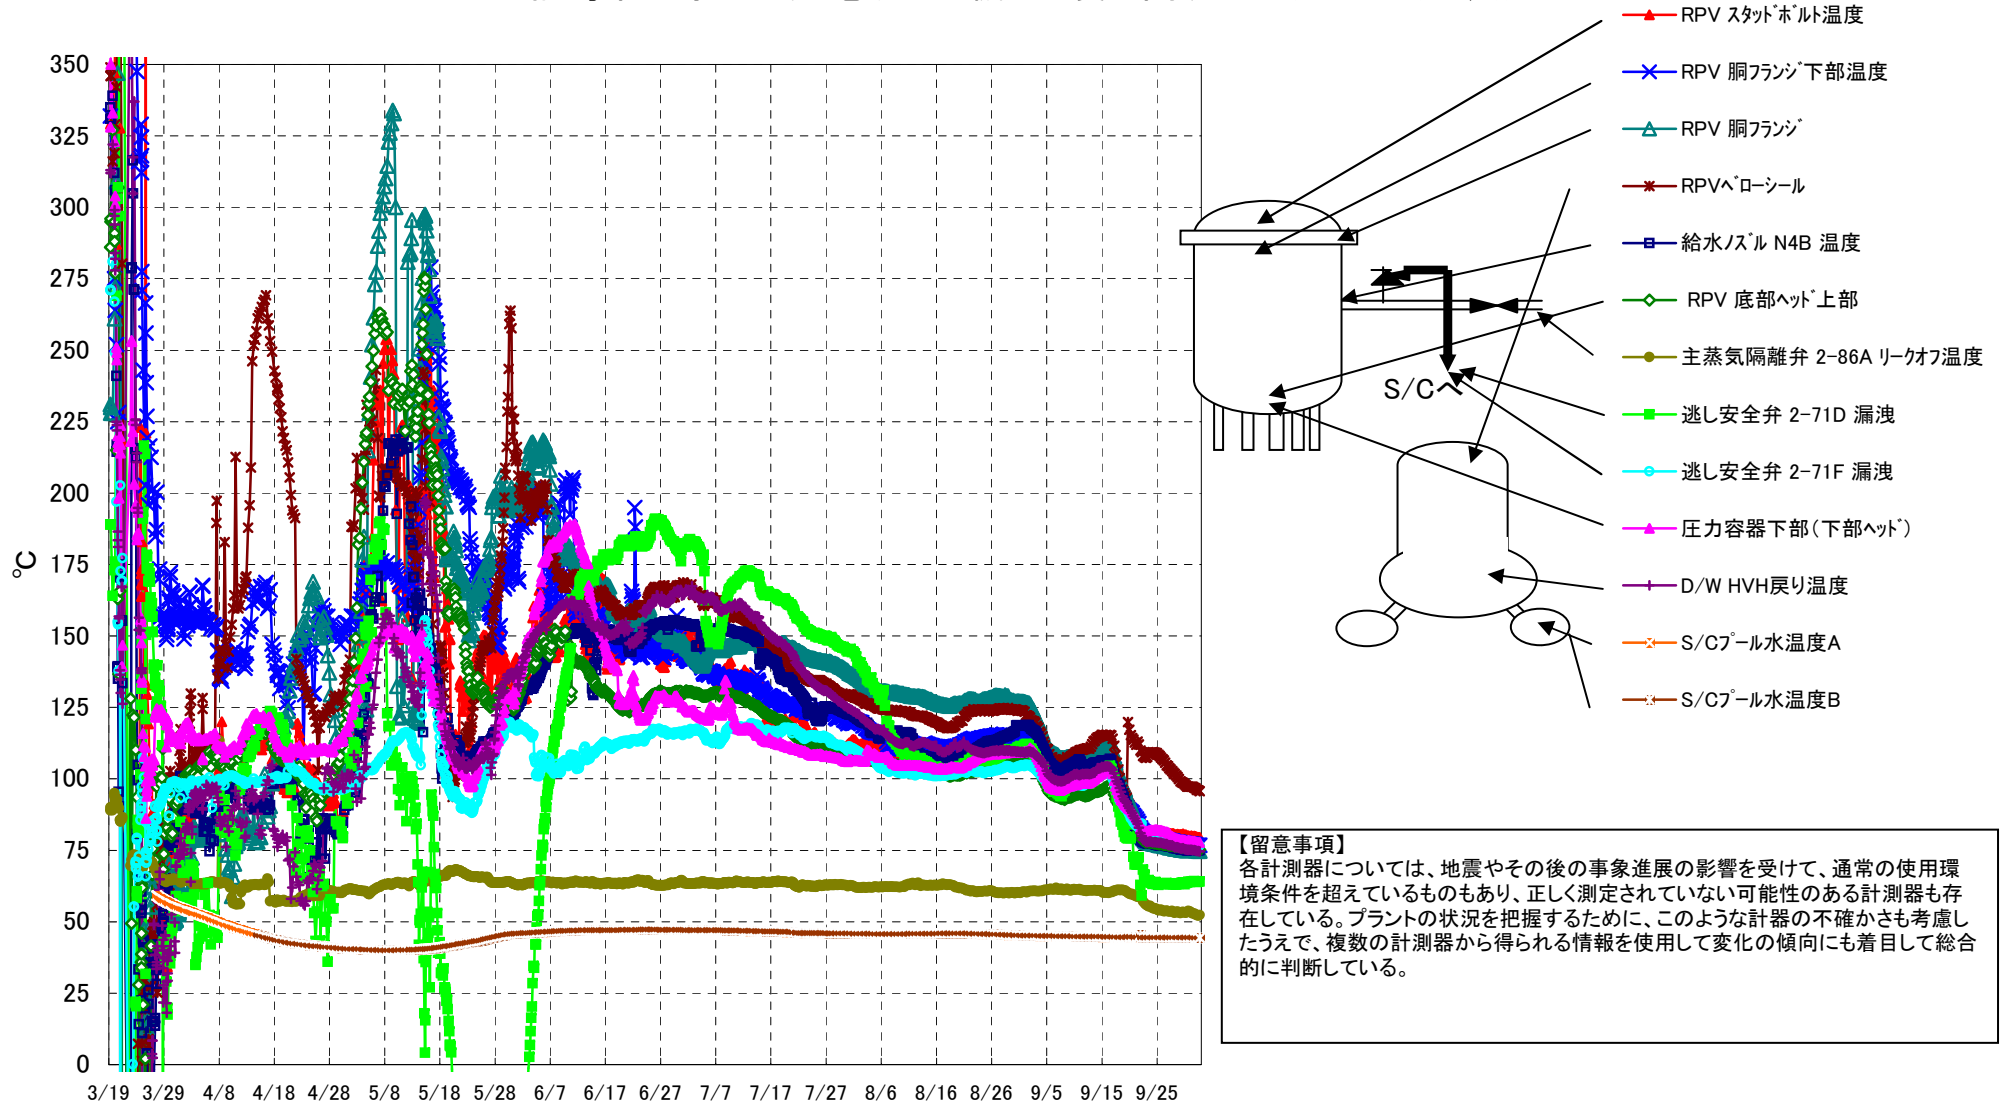 RPV スタッドボルト温度
RPV 胴フランジ下部温度
RPV 胴フランジ
RPVベローシール
給水ノズル N4B 温度
RPV 底部ヘッド上部
主蒸気隔離弁 2-86A リークオフ温度
逃し安全弁 2-71D 漏洩
逃し安全弁 2-71F 漏洩
圧力容器下部(下部ヘッド)
D/W HVH戻り温度
S/Cプール水温度A
S/Cプール水温度B
S/Cへ
℃
350
325
300
275
250
225
200
175
150
125
100
75
50
25
0
3/19 3/29 4/8 4/18 4/28 5/8 5/18 5/28 6/7 6/17 6/27 7/7 7/17 7/27 8/6 8/16 8/26 9/5 9/15 9/25
【留意事項】
各計測器については、地震やその後の事象進展の影響を受けて、通常の使用環
境条件を超えているものもあり、正しく測定されていない可能性のある計測器も存
在している。プラントの状況を把握するために、このような計器の不確かさも考慮し
たうえで、複数の計測器から得られる情報を使用して変化の傾向にも着目して総合
的に判断している。